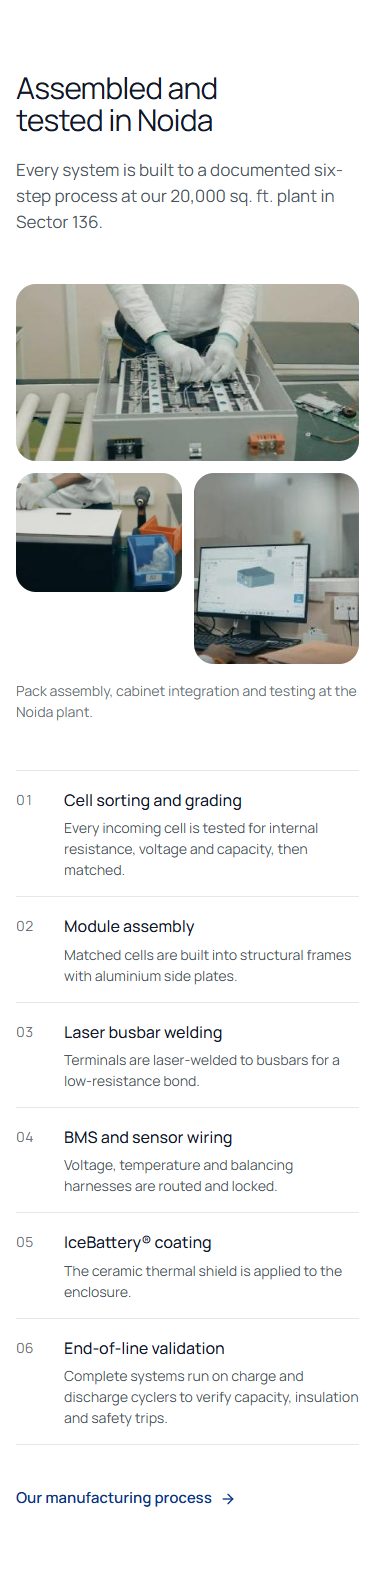 Assembled and
tested in Noida
Every system is built to a documented six-
step process at our 20,000 sq. ft. plant in
Sector 136.
Pack assembly, cabinet integration and testing at the
Noida plant.
01
Cell sorting and grading
Every incoming cell is tested for internal
resistance, voltage and capacity, then
matched.
02
Module assembly
Matched cells are built into structural frames
with aluminium side plates.
03
Laser busbar welding
Terminals are laser-welded to busbars for a
low-resistance bond.
04
BMS and sensor wiring
Voltage, temperature and balancing
harnesses are routed and locked.
05
IceBattery® coating
The ceramic thermal shield is applied to the
enclosure.
06
End-of-line validation
Complete systems run on charge and
discharge cyclers to verify capacity, insulation
and safety trips.
Our manufacturing process →